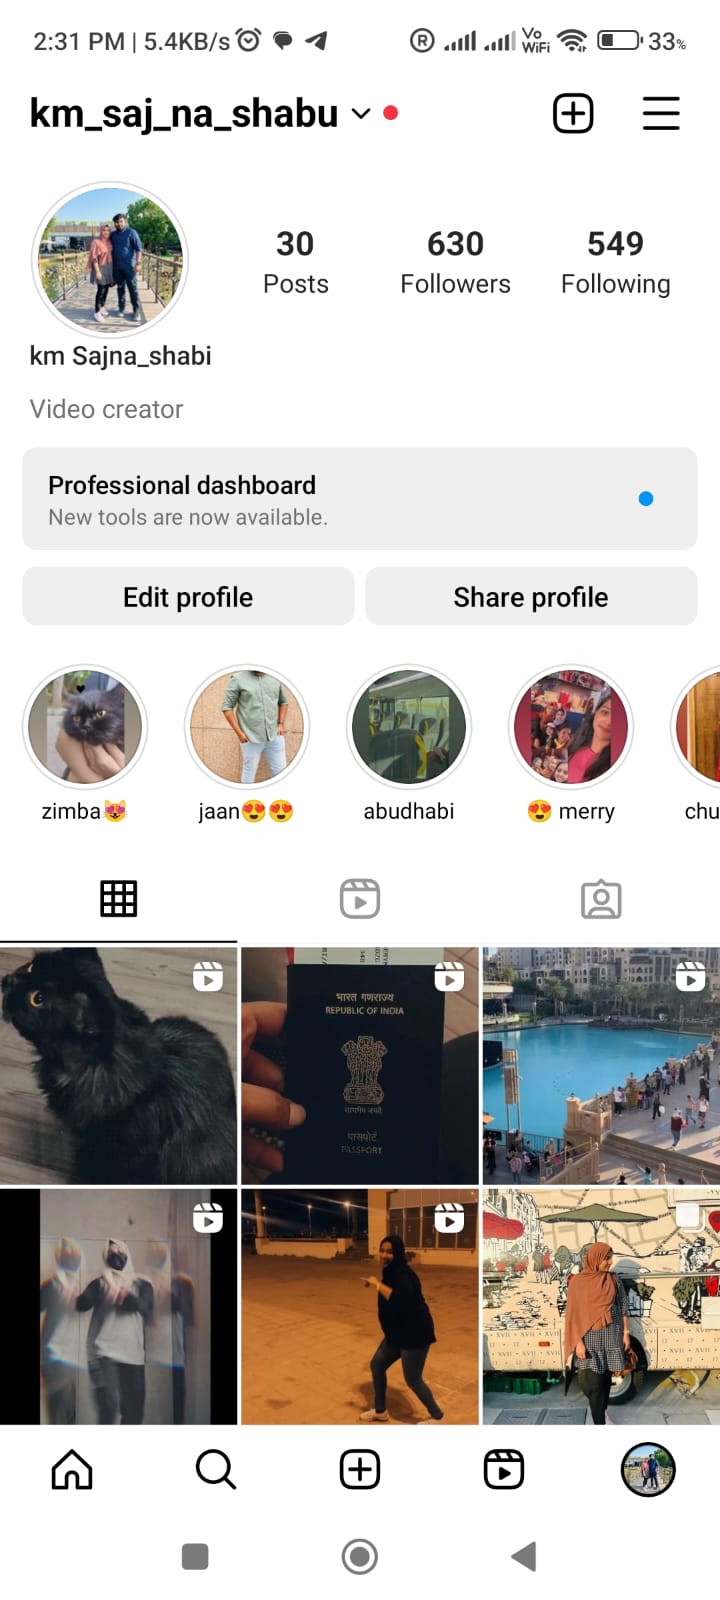 2:31 PM | 5.4KB/s R Vo WiFi 33%
km_saj_na_shabu
30 630 549
Posts Followers Following
km Sajna_shabi
Video creator
Professional dashboard
New tools are now available.
Edit profile Share profile
zimba😻 jaan😍😍 abudhabi 😍 merry chu
भारत गणराज्य
REPUBLIC OF INDIA
सत्यमेव जयते
पासपोर्ट
PASSPORT